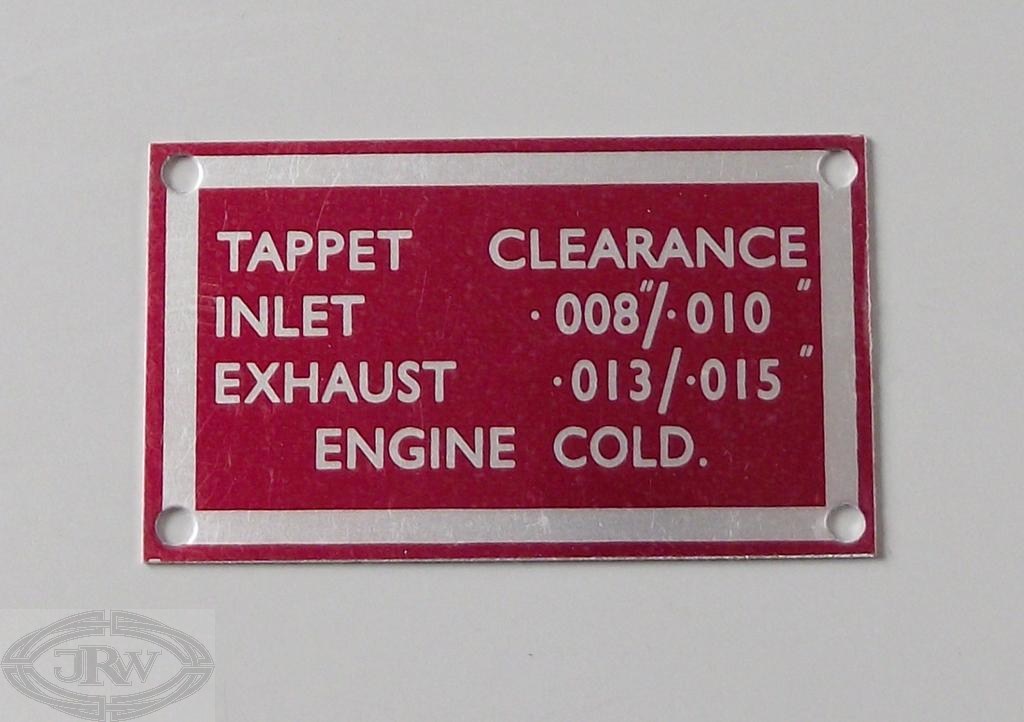 TAPPET CLEARANCE
INLET ·008"/·010"
EXHAUST ·013/·015"
ENGINE COLD.
JRW